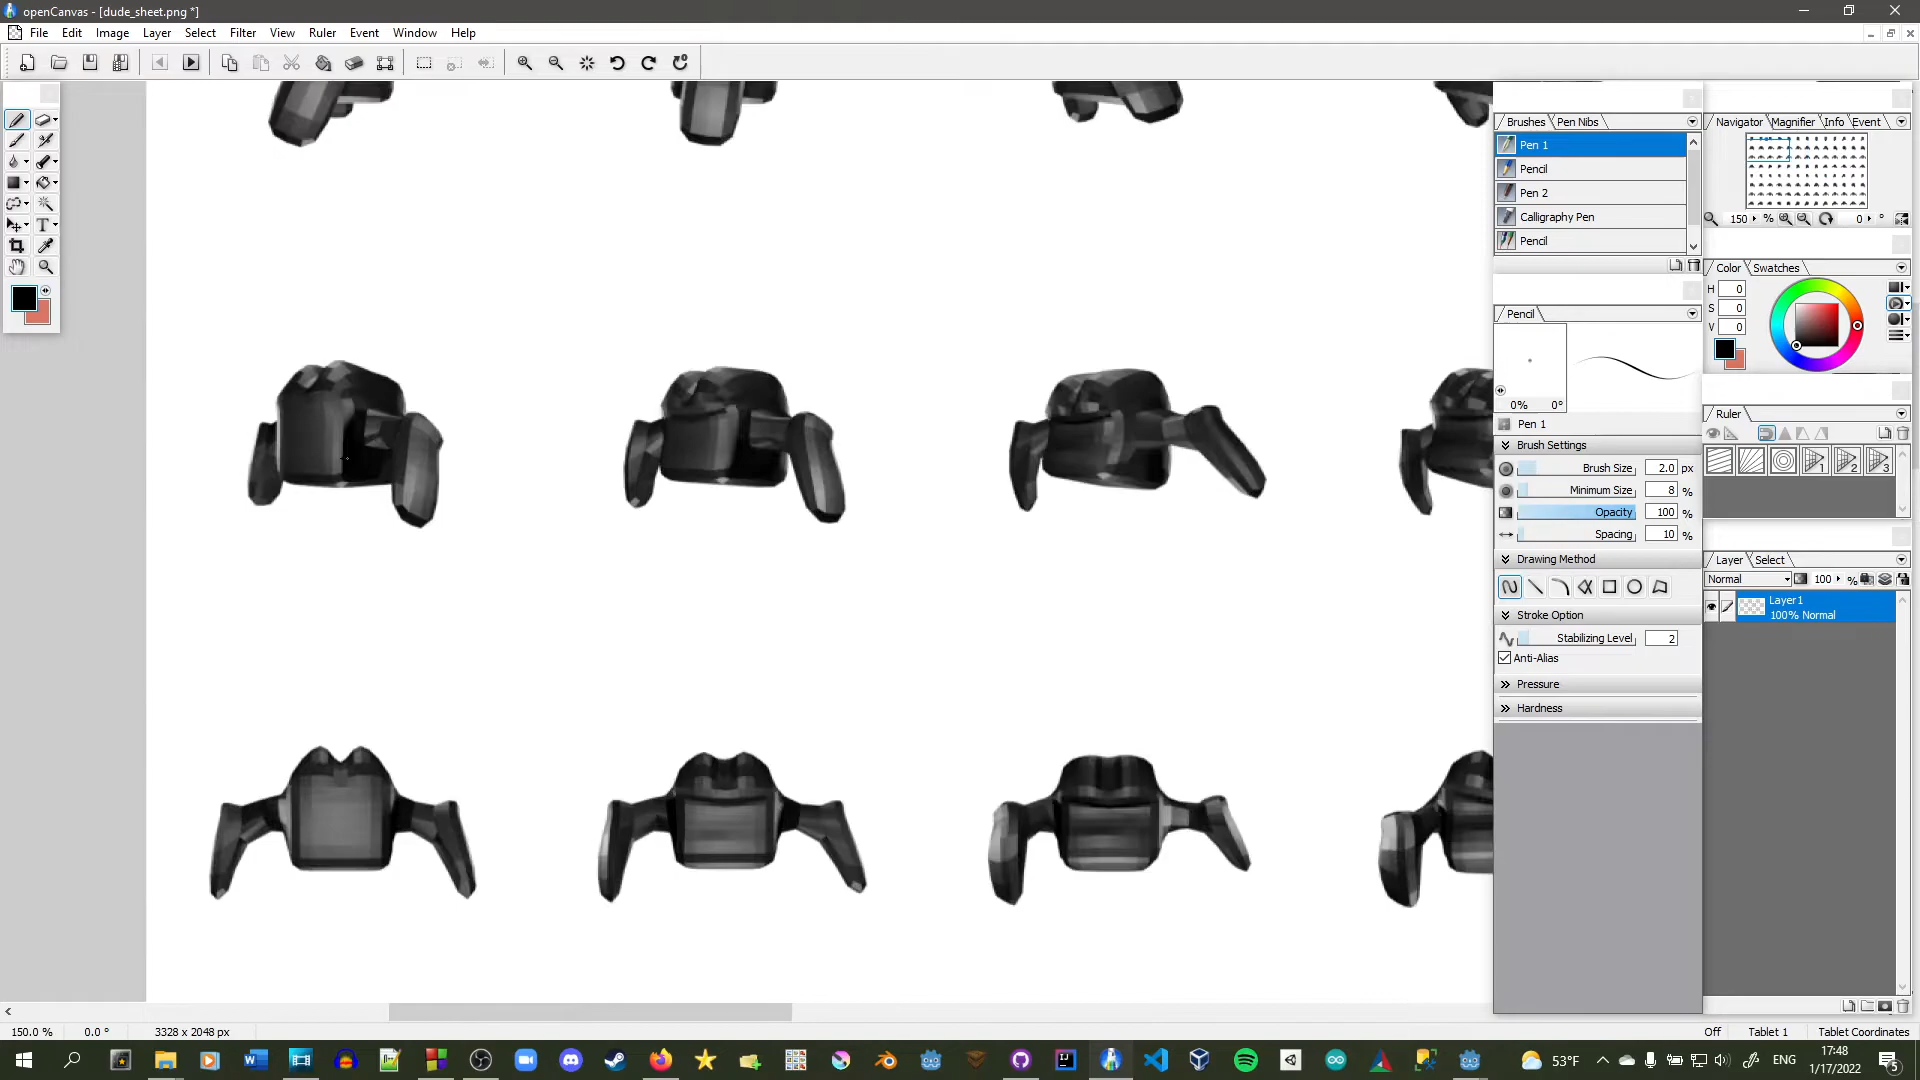 openCanvas - [dude_sheet.png *]
File Edit Image Layer Select Filter View Ruler Event Window Help
Brushes Pen Nibs
Navigator Magnifier Info Event
Pen 1
Pencil
Pen 2
Calligraphy Pen
Pencil
150 % 0 °
Color Swatches
H 0
S 0
V 0
Pencil
0% 0°
Pen 1
Ruler
Brush Settings
Brush Size 2.0 px
Minimum Size 8 %
Opacity 100 %
Spacing 10 %
1 2 3
Drawing Method
Layer Select
Normal 100 %
Layer1
100% Normal
Stroke Option
Stabilizing Level 2
Anti-Alias
Pressure
Hardness
150.0 % 0.0 ° 3328 x 2048 px Off Tablet 1 Tablet Coordinates
53°F ENG 17:48
1/17/2022 5